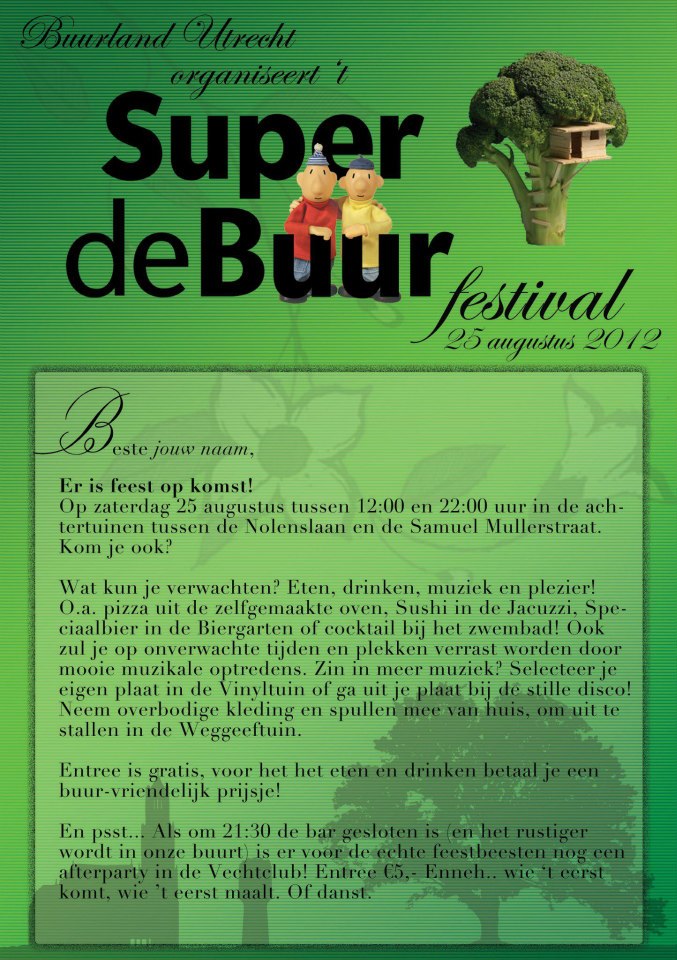 Buurland Utrecht
organiseert ‘t
Super
deBuur
festival
25 augustus 2012
Beste jouw naam,
Er is feest op komst!
Op zaterdag 25 augustus tussen 12:00 en 22:00 uur in de ach-
tertuinen tussen de Nolenslaan en de Samuel Mullerstraat.
Kom je ook?
Wat kun je verwachten? Eten, drinken, muziek en plezier!
O.a. pizza uit de zelfgemaakte oven, Sushi in de Jacuzzi, Spe-
ciaalbier in de Biergarten of cocktail bij het zwembad! Ook
zul je op onverwachte tijden en plekken verrast worden door
mooie muzikale optredens. Zin in meer muziek? Selecteer je
eigen plaat in de Vinyltuin of ga uit je plaat bij de stille disco!
Neem overbodige kleding en spullen mee van huis, om uit te
stallen in de Weggeeftuin.
Entree is gratis, voor het het eten en drinken betaal je een
buur-vriendelijk prijsje!
En psst... Als om 21:30 de bar gesloten is (en het rustiger
wordt in onze buurt) is er voor de echte feestbeesten nog een
afterparty in de Vechtclub! Entree €5,- Enneh.. wie ‘t eerst
komt, wie ’t eerst maalt. Of danst.